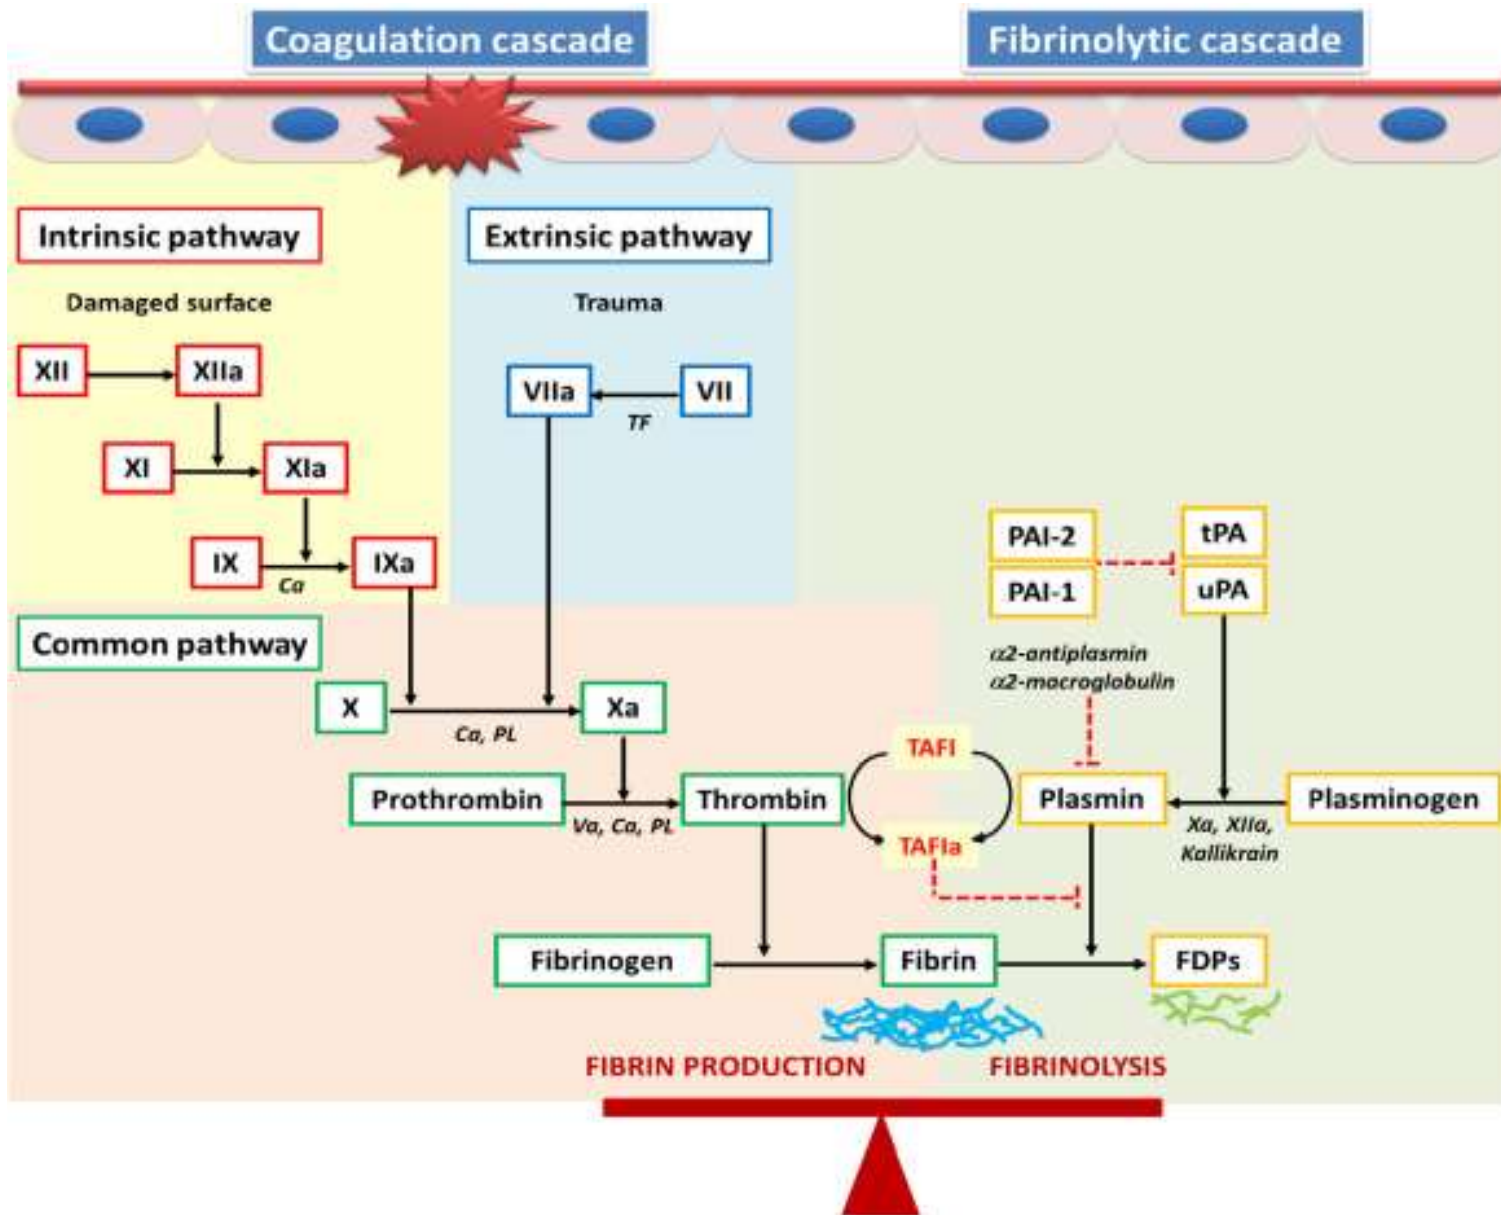 Coagulation cascade
Fibrinolytic cascade
Intrinsic pathway
Extrinsic pathway
Damaged surface
Trauma
XII
XIIa
VIIa
VII
TF
XI
XIa
IX
IXa
Ca
PAI-2
tPA
PAI-1
uPA
Common pathway
α2-antiplasmin
α2-macroglobulin
X
Xa
Ca, PL
TAFI
Prothrombin
Thrombin
Plasmin
Plasminogen
Va, Ca, PL
Xa, XIIa,
Kallikrain
TAFIa
Fibrinogen
Fibrin
FDPs
FIBRIN PRODUCTION
FIBRINOLYSIS